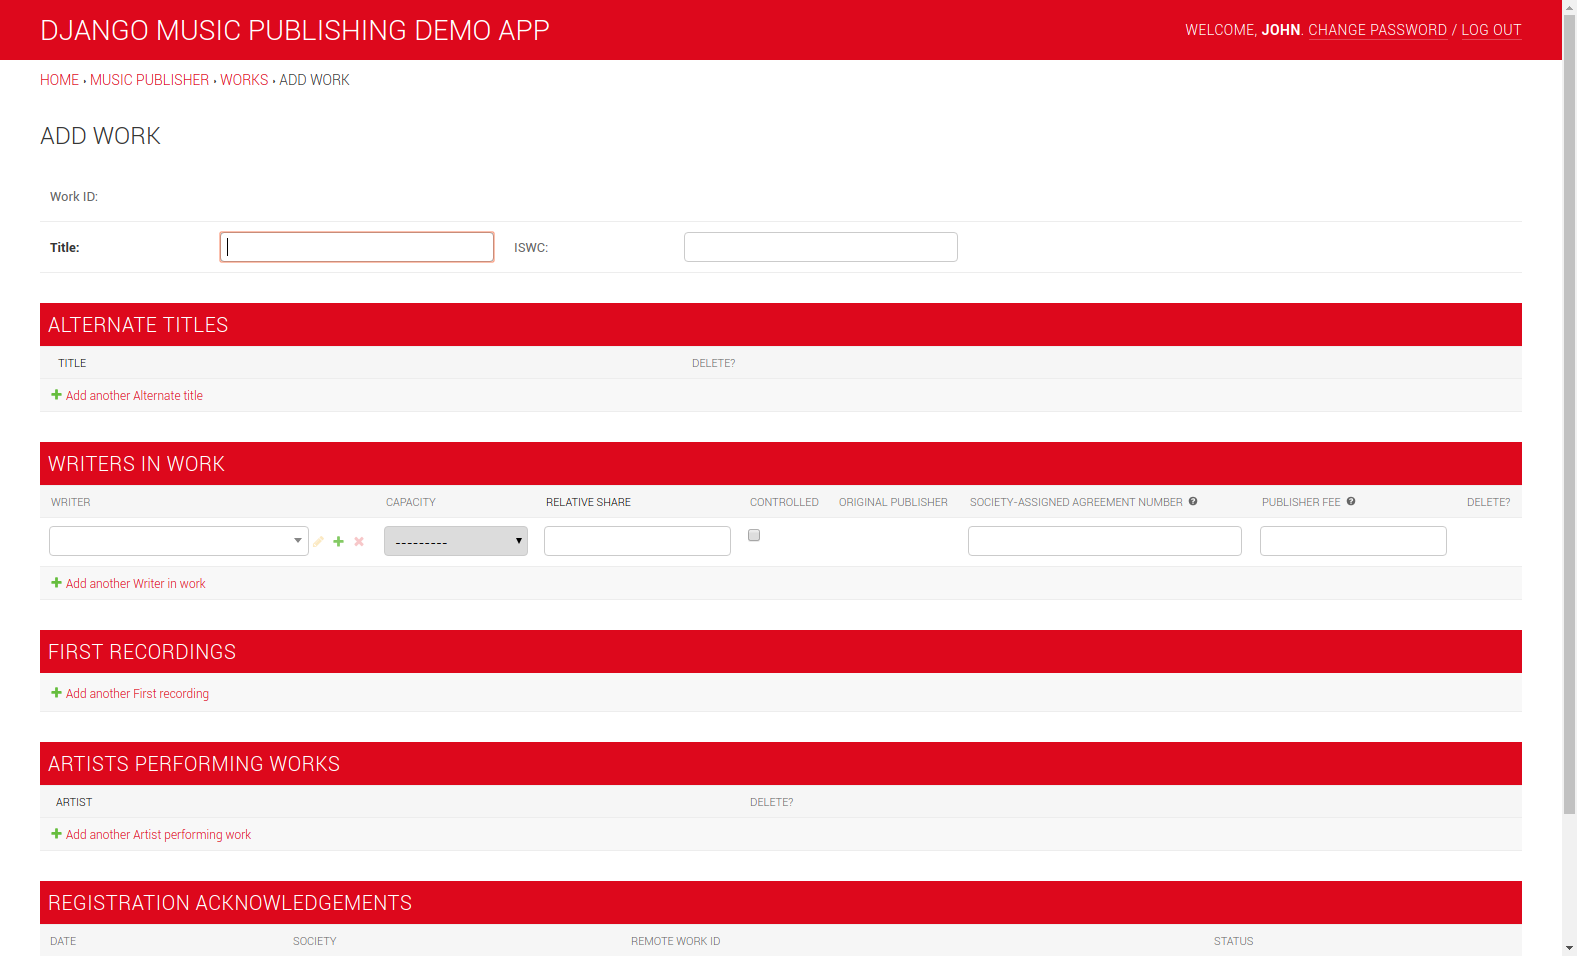 DJANGO MUSIC PUBLISHING DEMO APP
WELCOME, JOHN. CHANGE PASSWORD / LOG OUT
HOME › MUSIC PUBLISHER › WORKS › ADD WORK
ADD WORK
Work ID:
Title: ISWC:
ALTERNATE TITLES
TITLE DELETE?
Add another Alternate title
WRITERS IN WORK
WRITER CAPACITY RELATIVE SHARE CONTROLLED ORIGINAL PUBLISHER SOCIETY-ASSIGNED AGREEMENT NUMBER ? PUBLISHER FEE ? DELETE?
---------
Add another Writer in work
FIRST RECORDINGS
Add another First recording
ARTISTS PERFORMING WORKS
ARTIST DELETE?
Add another Artist performing work
REGISTRATION ACKNOWLEDGEMENTS
DATE SOCIETY REMOTE WORK ID STATUS